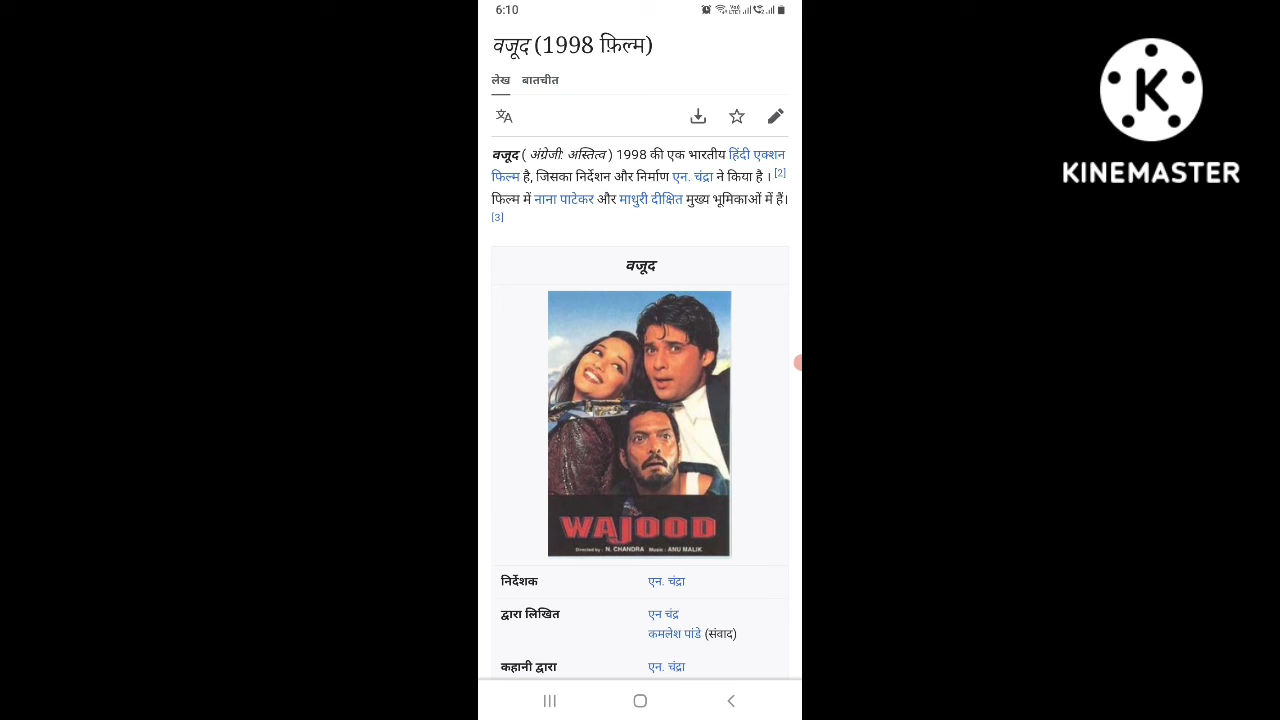 6:10
वजूद (1998 फ़िल्म)
लेख बातचीत
वजूद ( अंग्रेजी: अस्तित्व ) 1998 की एक भारतीय हिंदी एक्शन
फिल्म है, जिसका निर्देशन और निर्माण एन. चंद्रा ने किया है । [2]
फिल्म में नाना पाटेकर और माधुरी दीक्षित मुख्य भूमिकाओं में हैं।
[3]
वजूद
WAJOOD
Directed by : N. CHANDRA Music : ANU MALIK
निर्देशक एन. चंद्रा
द्वारा लिखित एन चंद्र
कमलेश पांडे (संवाद)
कहानी द्वारा एन. चंद्रा
K
KINEMASTER